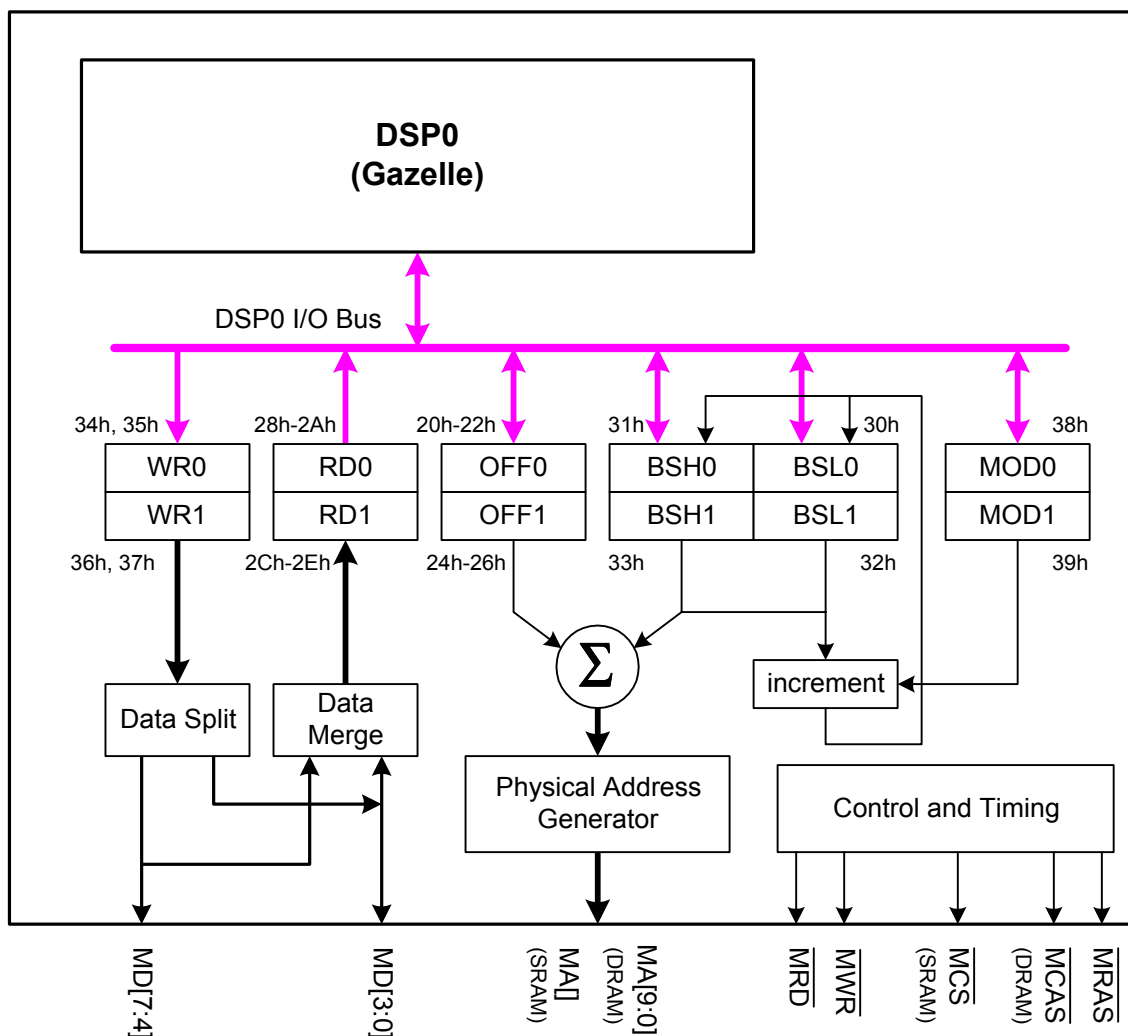 DSP0
(Gazelle)
DSP0 I/O Bus
34h, 35h
28h-2Ah
20h-22h
31h
30h
38h
WR0
RD0
OFF0
BSH0
BSL0
MOD0
WR1
RD1
OFF1
BSH1
BSL1
MOD1
36h, 37h
2Ch-2Eh
24h-26h
33h
32h
39h
Σ
increment
Data Split
Data
Merge
Physical Address
Generator
Control and Timing
MD[7:4]
MD[3:0]
MA[]
(SRAM)
MA[9:0]
(DRAM)
MRD
MWR
MCS
(SRAM)
MCAS
(DRAM)
MRAS